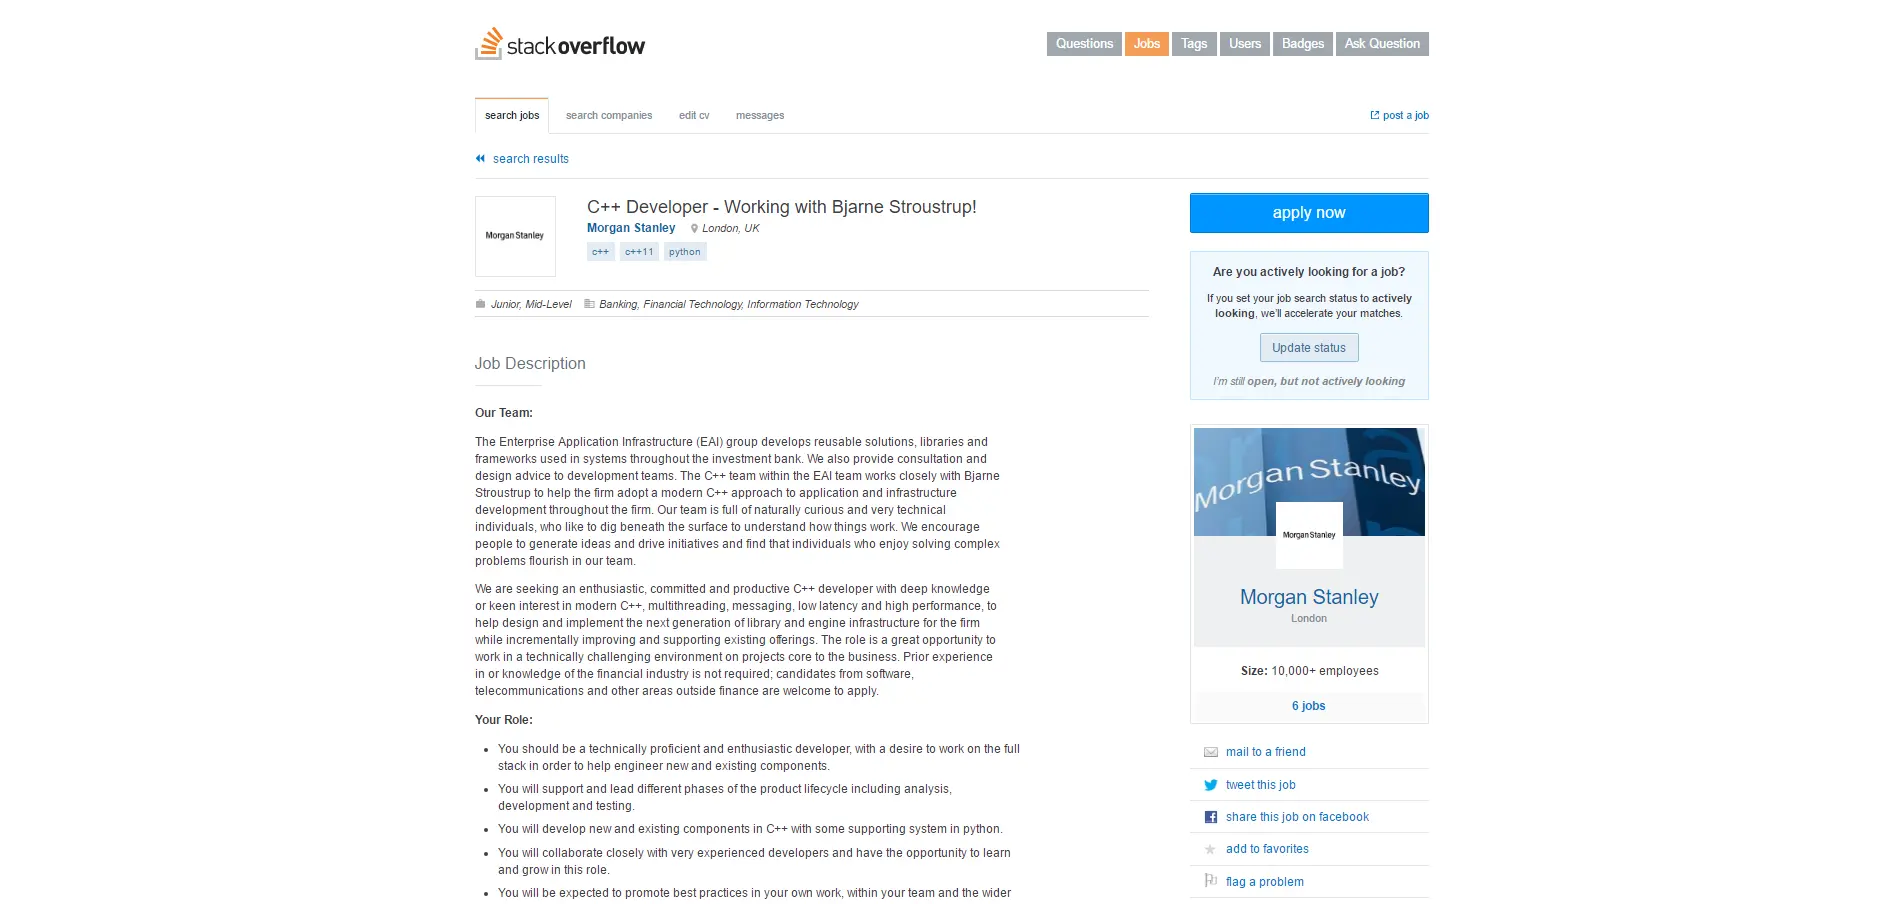 stackoverflow
Questions Jobs Tags Users Badges Ask Question
search jobs search companies edit cv messages post a job
search results
Morgan Stanley
C++ Developer - Working with Bjarne Stroustrup!
Morgan Stanley London, UK
c++ c++11 python
Junior, Mid-Level Banking, Financial Technology, Information Technology
Job Description
Our Team:
The Enterprise Application Infrastructure (EAI) group develops reusable solutions, libraries and
frameworks used in systems throughout the investment bank. We also provide consultation and
design advice to development teams. The C++ team within the EAI team works closely with Bjarne
Stroustrup to help the firm adopt a modern C++ approach to application and infrastructure
development throughout the firm. Our team is full of naturally curious and very technical
individuals, who like to dig beneath the surface to understand how things work. We encourage
people to generate ideas and drive initiatives and find that individuals who enjoy solving complex
problems flourish in our team.
We are seeking an enthusiastic, committed and productive C++ developer with deep knowledge
or keen interest in modern C++, multithreading, messaging, low latency and high performance, to
help design and implement the next generation of library and engine infrastructure for the firm
while incrementally improving and supporting existing offerings. The role is a great opportunity to
work in a technically challenging environment on projects core to the business. Prior experience
in or knowledge of the financial industry is not required; candidates from software,
telecommunications and other areas outside finance are welcome to apply.
Your Role:
• You should be a technically proficient and enthusiastic developer, with a desire to work on the full
stack in order to help engineer new and existing components.
• You will support and lead different phases of the product lifecycle including analysis,
development and testing.
• You will develop new and existing components in C++ with some supporting system in python.
• You will collaborate closely with very experienced developers and have the opportunity to learn
and grow in this role.
• You will be expected to promote best practices in your own work, within your team and the wider
apply now
Are you actively looking for a job?
If you set your job search status to actively
looking, we'll accelerate your matches.
Update status
I'm still open, but not actively looking
Morgan Stanley
Morgan Stanley
Morgan Stanley
London
Size: 10,000+ employees
6 jobs
mail to a friend
tweet this job
share this job on facebook
add to favorites
flag a problem